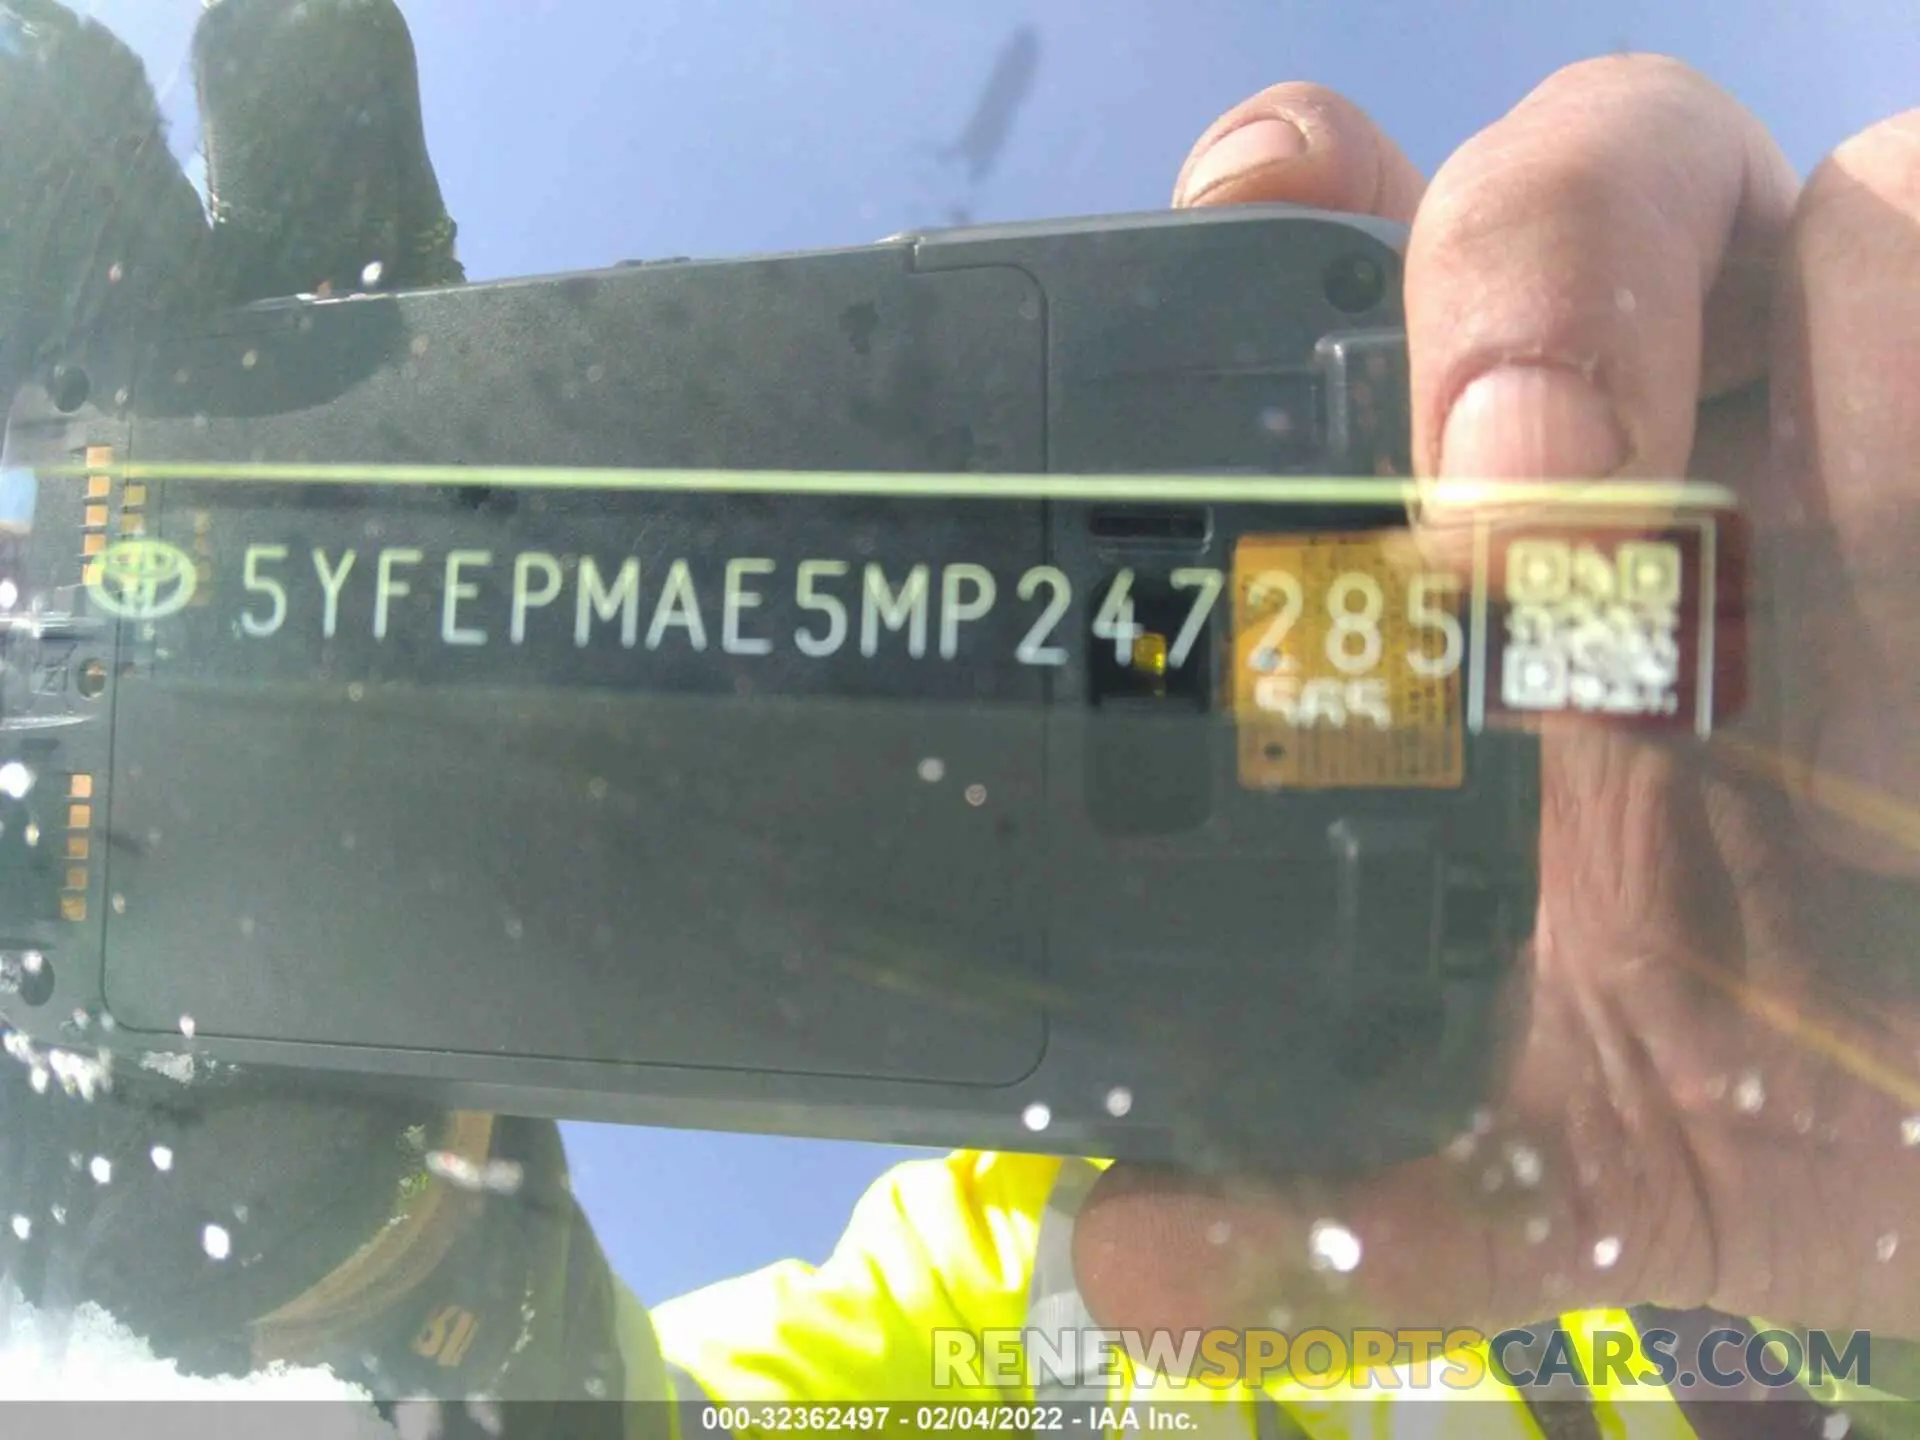 5YFEPMAE5MP247285
RENEWSPORTSCARS.COM
000-32362497 - 02/04/2022 - IAA Inc.